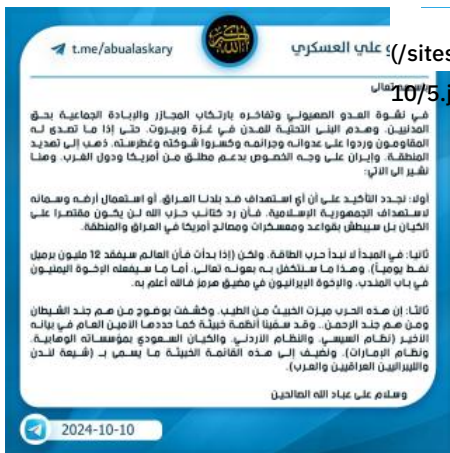 t.me/abualaskary
علي العسكري
(/sites
10/5.j
تعالى
في نشوة العدو الصهيوني وتفاخره بارتكاب المجازر والإبادة الجماعية بحق
المدنيين، وهدم البنى التحتية للمدن في غزة وبيروت، حتى إذا ما تصدى له
المقاومون وردوا على عدوانه وجرائمه وكسروا شوكته وغطرسته، ذهب إلى تهديد
المنطقة، وإيران على وجه الخصوص بدعم مطلق من أمريكا ودول الغرب. وهنا
نشير الى الآتي:
أولا: نجدد التأكيد على أن أي استهداف ضد بلدنا العراق، أو استعمال أرضه وسمائه
لاستهداف الجمهورية الإسلامية، فأن رد كتائب حزب الله لن يكون مقتصرا على
الكيان بل سيبطش بقواعد ومعسكرات ومصالح أمريكا في العراق والمنطقة.
ثانيا: في المبدأ لا نبدأ حرب الطاقة، ولكن (إذا بدأت فأن العالم سيفقد 12 مليون برميل
نفط يومياً)، وهذا ما سنتكفل به بعونه تعالى، أما ما سيفعله الإخوة اليمنيون
في باب المندب، والإخوة الإيرانيون في مضيق هرمز فالله أعلم به.
ثالثا: إن هذه الحرب ميزت الخبيث من الطيب، وكشفت بوضوح من هم جند الشيطان
ومن هم جند الرحمن.. وقد سقينا أنظمة خبيثة كما حددها الأمين العام في بيانه
الأخير (نظام السيسي، والنظام الأردني، والكيان السعودي بمؤسساته الوهابية،
ونظام الإمارات)، ونضيف إلى هذه القائمة الخبيثة ما يسمى بـ (شيعة لندن
والليبراليين العراقيين والعرب).
وسلام على عباد الله الصالحين
2024-10-10